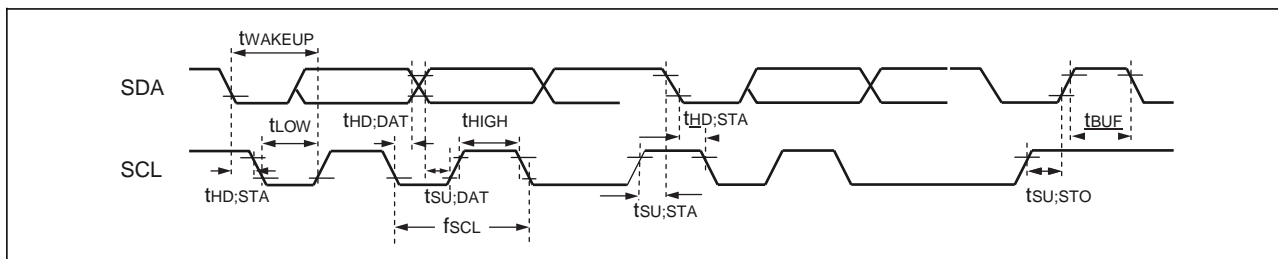 tWAKEUP
SDA
tLOW
tHD;DAT
tHIGH
tHD;STA
tBUF
SCL
tHD;STA
tSU;DAT
tSU;STA
tSU;STO
fSCL